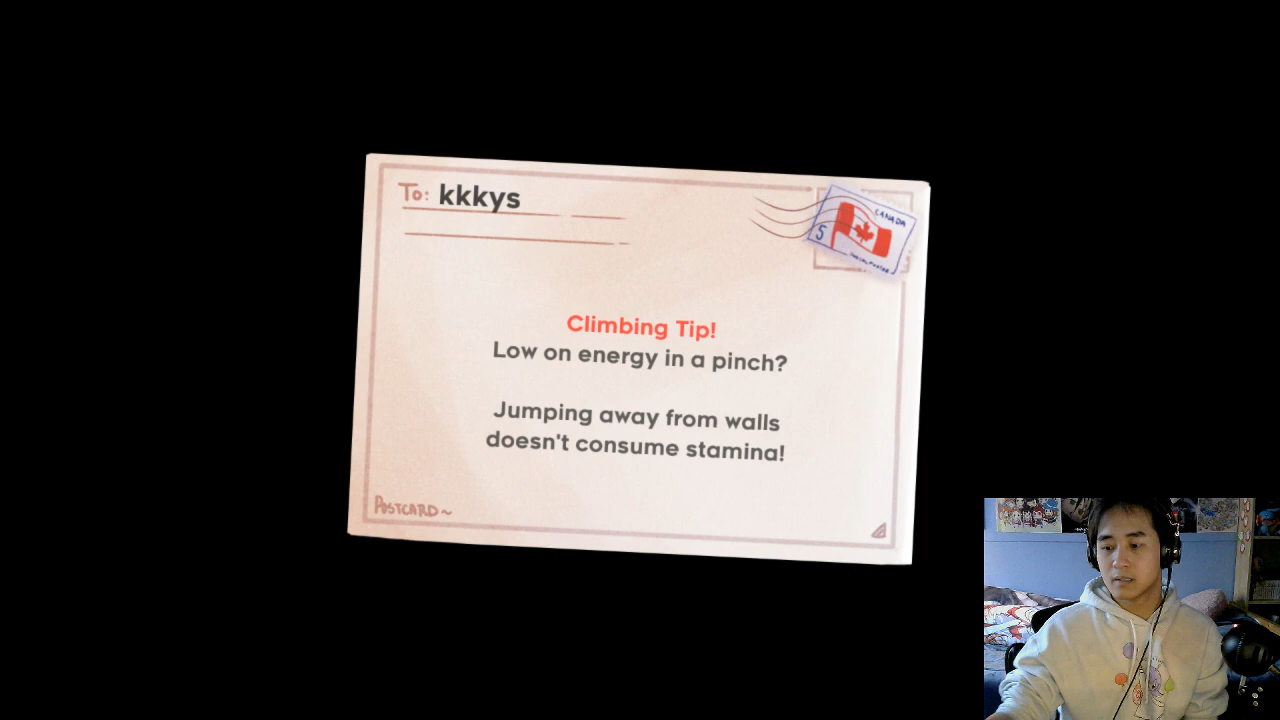 To: kkkys
CANADA
5
Climbing Tip!
Low on energy in a pinch?
Jumping away from walls
doesn't consume stamina!
POSTCARD~